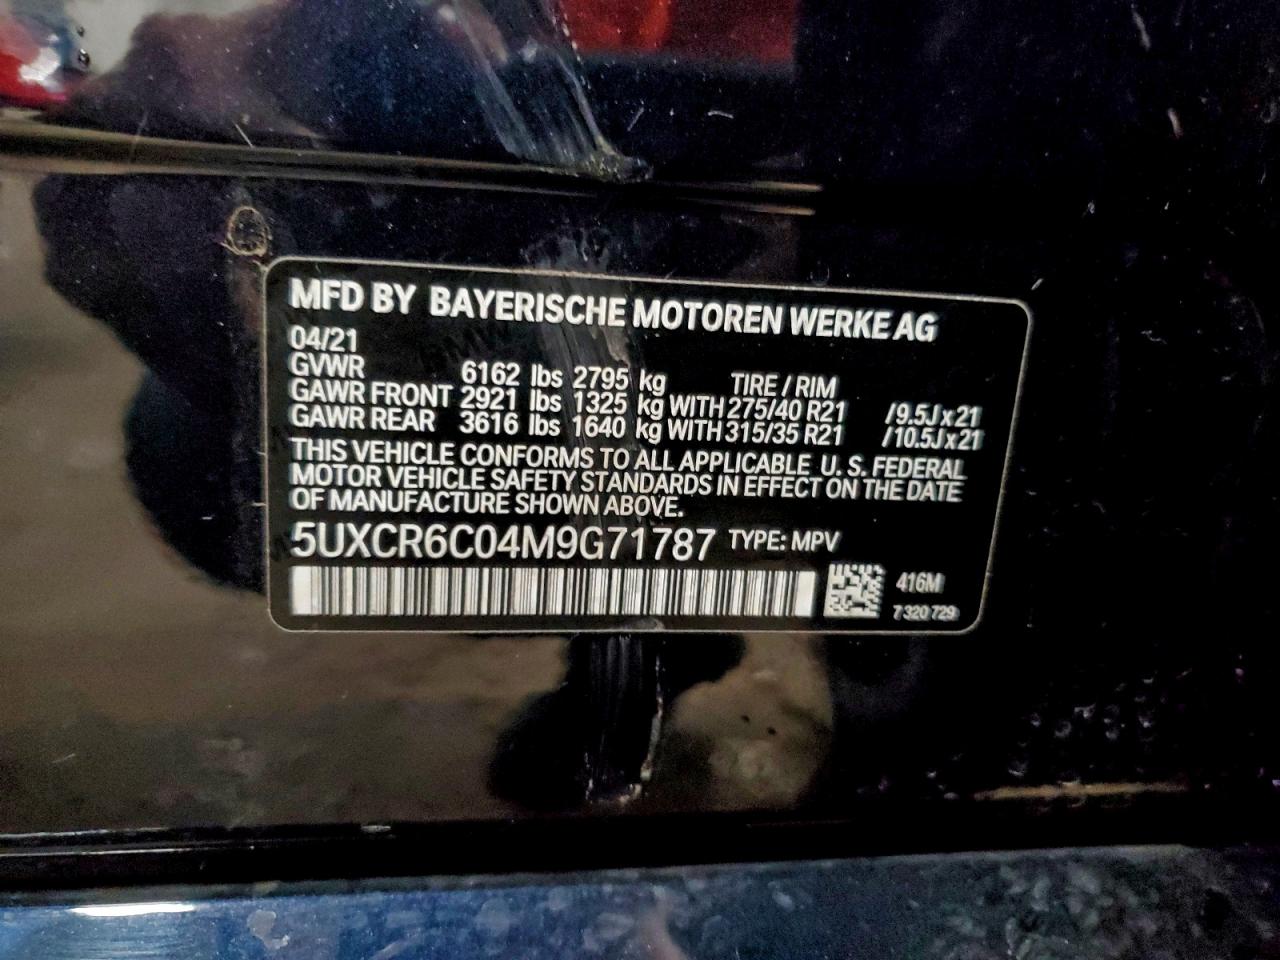 MFD BY BAYERISCHE MOTOREN WERKE AG
04/21
GVWR 6162 lbs 2795 kg TIRE / RIM
GAWR FRONT 2921 lbs 1325 kg WITH 275/40 R21 /9.5J x 21
GAWR REAR 3616 lbs 1640 kg WITH 315/35 R21 /10.5J x 21
THIS VEHICLE CONFORMS TO ALL APPLICABLE U. S. FEDERAL
MOTOR VEHICLE SAFETY STANDARDS IN EFFECT ON THE DATE
OF MANUFACTURE SHOWN ABOVE.
5UXCR6C04M9G71787 TYPE: MPV
416M
7 320 729